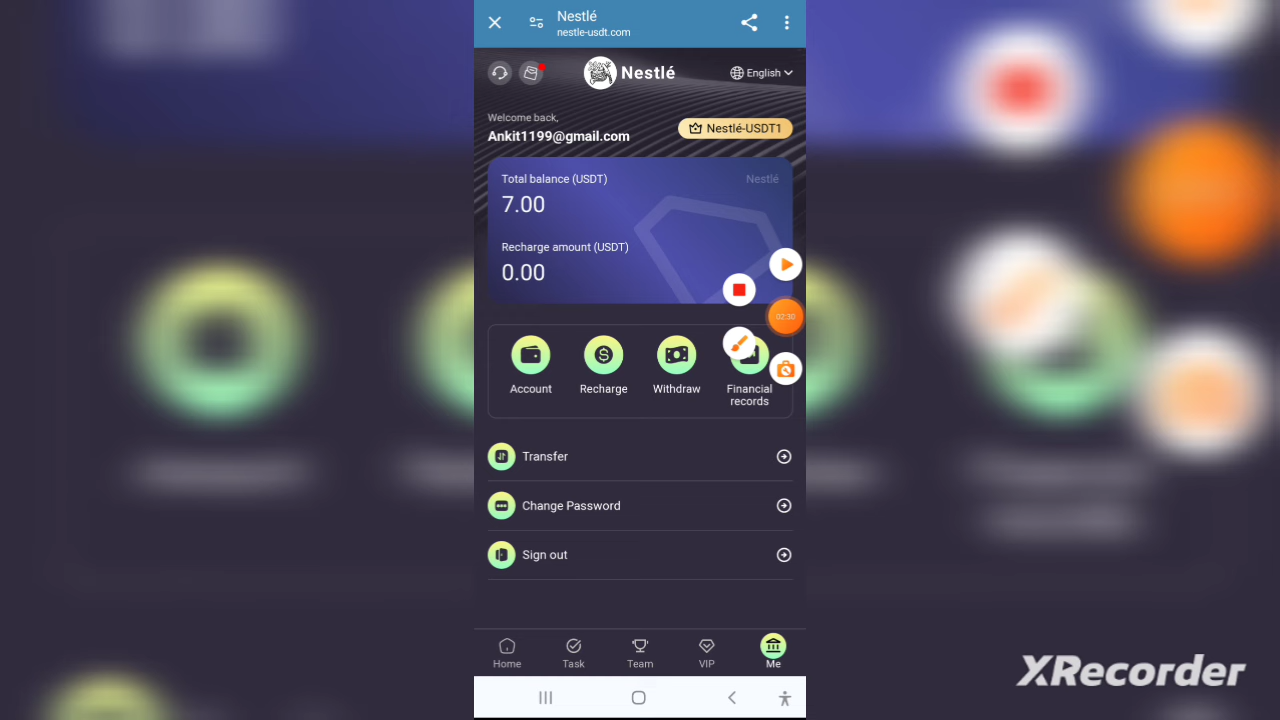 Nestlé
nestle-usdt.com
Nestlé
English
Welcome back,
Ankit1199@gmail.com
Nestlé-USDT1
Total balance (USDT)
Nestlé
7.00
Recharge amount (USDT)
0.00
02:30
Account
Recharge
Withdraw
Financial
records
Transfer
Change Password
Sign out
Home
Task
Team
VIP
Me
XRecorder